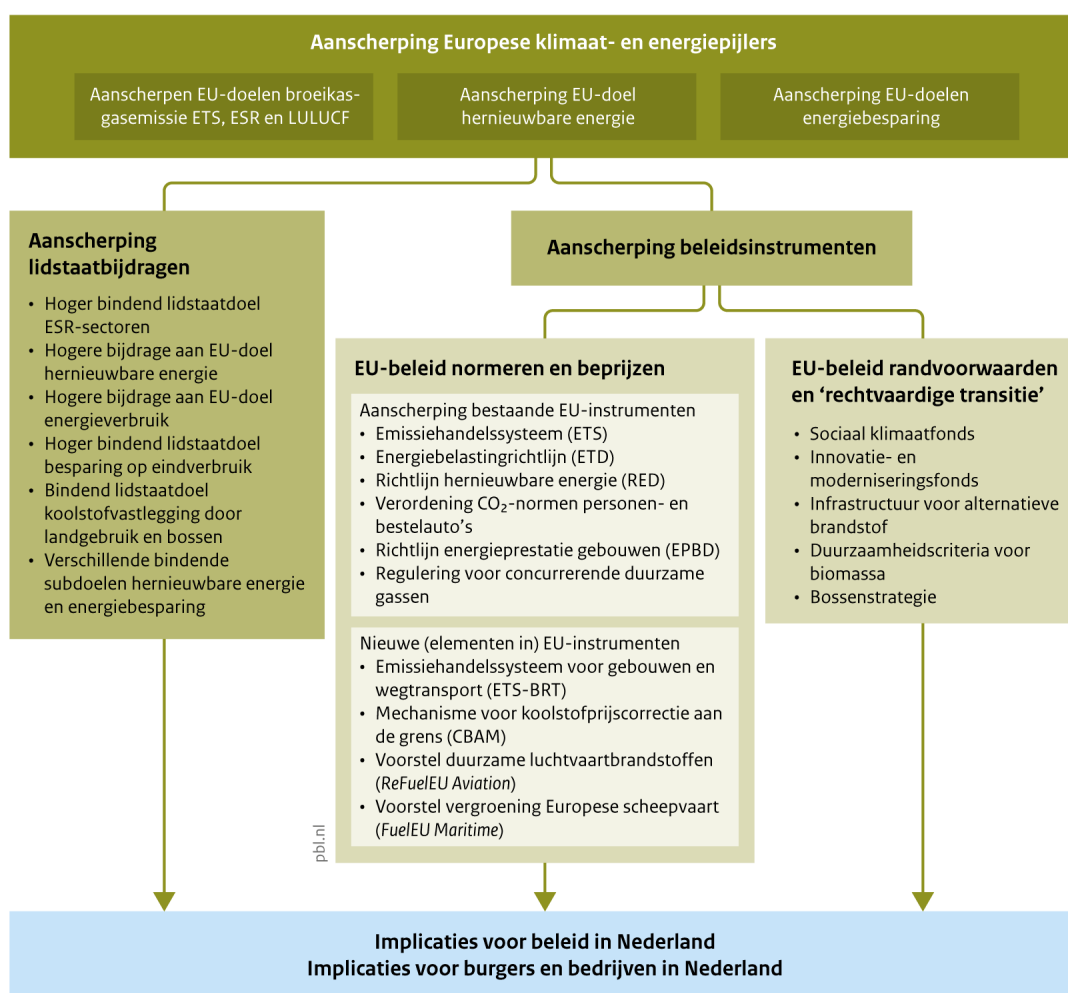 Aanscherping Europese klimaat- en energiepijlers
Aanscherpen EU-doelen broeikas-
gasemissie ETS, ESR en LULUCF
Aanscherping EU-doel
hernieuwbare energie
Aanscherping EU-doelen
energiebesparing
Aanscherping
lidstaatbijdragen
• Hoger bindend lidstaatdoel
ESR-sectoren
• Hogere bijdrage aan EU-doel
hernieuwbare energie
• Hogere bijdrage aan EU-doel
energieverbruik
• Hoger bindend lidstaatdoel
besparing op eindverbruik
• Bindend lidstaatdoel
koolstofvastlegging door
landgebruik en bossen
• Verschillende bindende
subdoelen hernieuwbare energie
en energiebesparing
Aanscherping beleidsinstrumenten
EU-beleid normeren en beprijzen
Aanscherping bestaande EU-instrumenten
• Emissiehandelssysteem (ETS)
• Energiebelastingrichtlijn (ETD)
• Richtlijn hernieuwbare energie (RED)
• Verordening CO₂-normen personen- en
bestelauto’s
• Richtlijn energieprestatie gebouwen (EPBD)
• Regulering voor concurrerende duurzame
gassen
Nieuwe (elementen in) EU-instrumenten
• Emissiehandelssysteem voor gebouwen en
wegtransport (ETS-BRT)
• Mechanisme voor koolstofprijscorrectie aan
de grens (CBAM)
• Voorstel duurzame luchtvaartbrandstoffen
(ReFuelEU Aviation)
• Voorstel vergroening Europese scheepvaart
(FuelEU Maritime)
EU-beleid randvoorwaarden
en ‘rechtvaardige transitie’
• Sociaal klimaatfonds
• Innovatie- en
moderniseringsfonds
• Infrastructuur voor alternatieve
brandstof
• Duurzaamheidscriteria voor
biomassa
• Bossenstrategie
pbl.nl
Implicaties voor beleid in Nederland
Implicaties voor burgers en bedrijven in Nederland